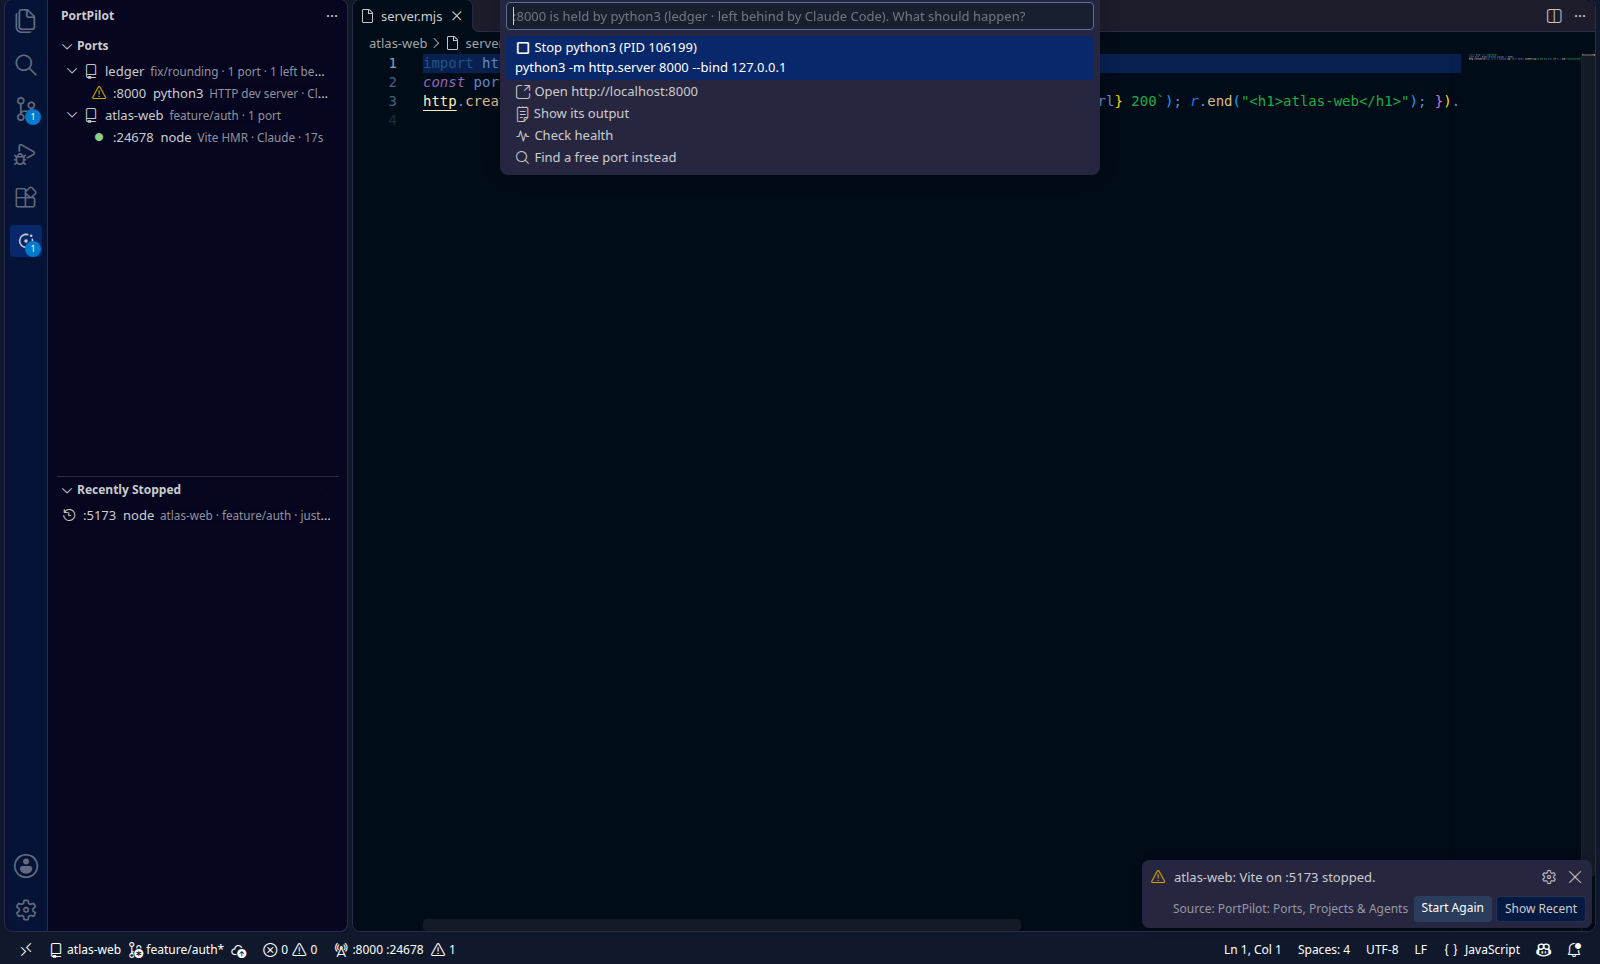 PortPilot
Ports
ledger fix/rounding · 1 port · 1 left be...
:8000 python3 HTTP dev server · Cl...
atlas-web feature/auth · 1 port
:24678 node Vite HMR · Claude · 17s
Recently Stopped
:5173 node atlas-web · feature/auth · just...
server.mjs
atlas-web > serve
1 import ht
2 const por
3 http.crea
rl} 200`); r.end("<h1>atlas-web</h1>"); }).
4
:8000 is held by python3 (ledger · left behind by Claude Code). What should happen?
Stop python3 (PID 106199)
python3 -m http.server 8000 --bind 127.0.0.1
Open http://localhost:8000
Show its output
Check health
Find a free port instead
1
1
atlas-web: Vite on :5173 stopped.
Source: PortPilot: Ports, Projects & Agents
Start Again
Show Recent
atlas-web feature/auth* 0 0 :8000 :24678 1
Ln 1, Col 1 Spaces: 4 UTF-8 LF { } JavaScript